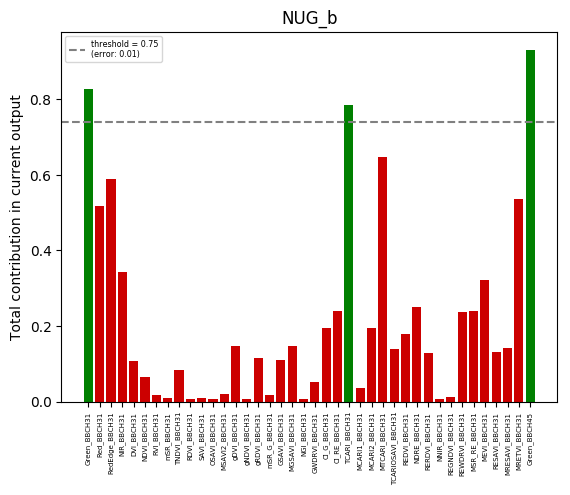 NUG_b
threshold = 0.75
(error: 0.01)
Total contribution in current output
0.8
0.6
0.4
0.2
0.0
Green_BBCH31
Red_BBCH31
RedEdge_BBCH31
NIR_BBCH31
DVI_BBCH31
NDVI_BBCH31
RVI_BBCH31
mSR_BBCH31
TNDVI_BBCH31
RDVI_BBCH31
SAVI_BBCH31
OSAVI_BBCH31
MSAVI2_BBCH31
gDVI_BBCH31
gNDVI_BBCH31
gRDVI_BBCH31
mSR_G_BBCH31
GSAVI_BBCH31
MGSAVI_BBCH31
NGI_BBCH31
GWDRVI_BBCH31
CI_G_BBCH31
CI_RE_BBCH31
TCARI_BBCH31
MCARI1_BBCH31
MCARI2_BBCH31
MTCARI_BBCH31
TCARIOSAVI_BBCH31
REDVI_BBCH31
NDRE_BBCH31
RERDVI_BBCH31
NNIR_BBCH31
REGNDVI_BBCH31
REWDRVI_BBCH31
MSR_RE_BBCH31
MEVI_BBCH31
RESAVI_BBCH31
MRESAVI_BBCH31
MRETVI_BBCH31
Green_BBCH45